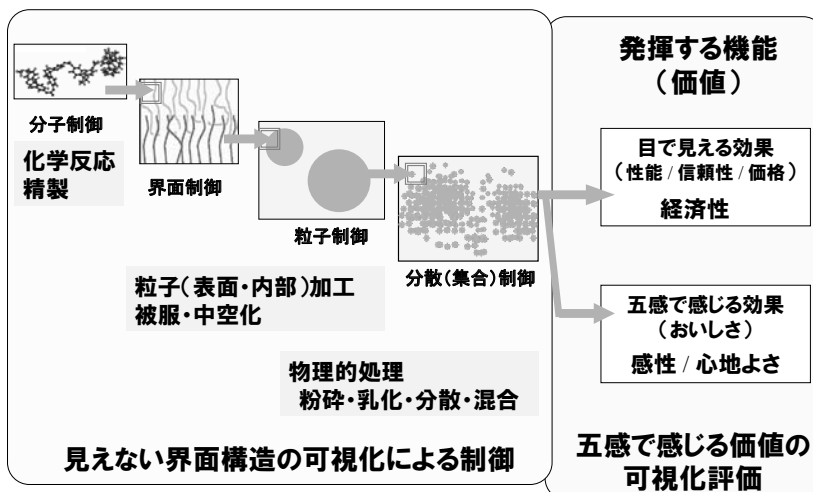 分子制御
化学反応
精製
界面制御
粒子制御
分散(集合)制御
粒子(表面・内部)加工
被服・中空化
物理的処理
粉砕・乳化・分散・混合
見えない界面構造の可視化による制御
発揮する機能
(価値)
目で見える効果
(性能/信頼性/価格)
経済性
五感で感じる効果
(おいしさ)
感性/心地よさ
五感で感じる価値の
可視化評価